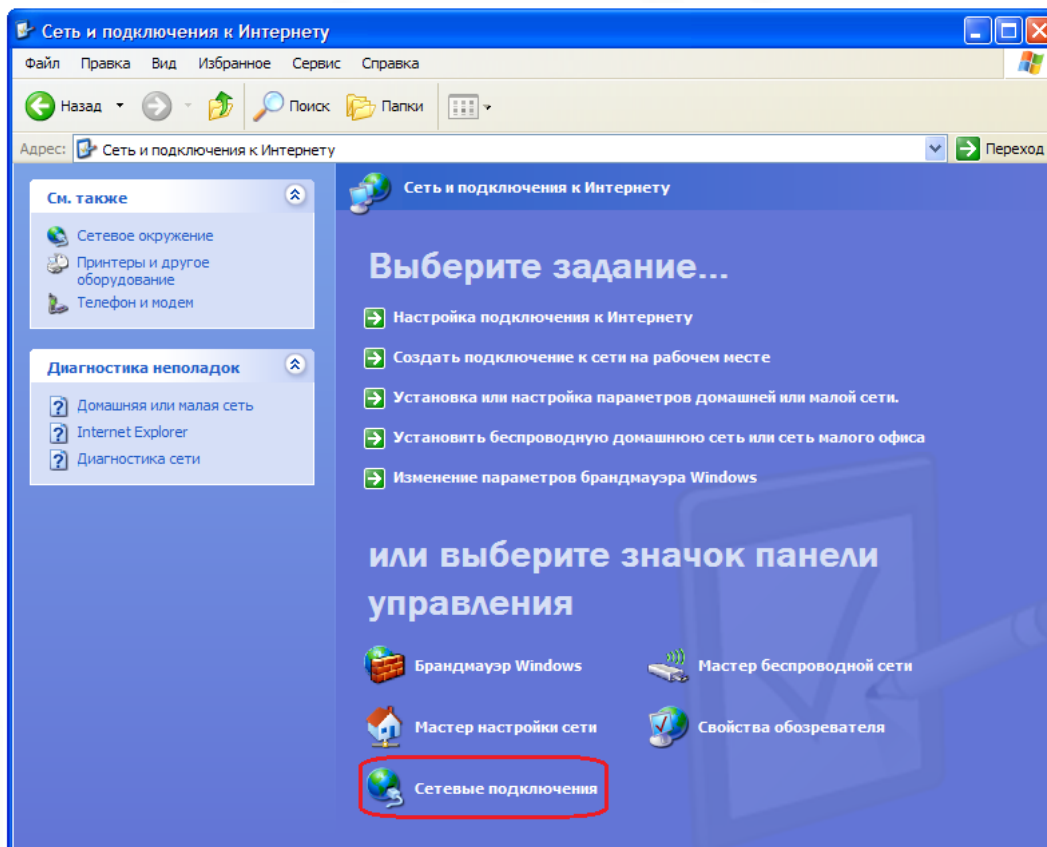 Сеть и подключения к Интернету
Файл Правка Вид Избранное Сервис Справка
Назад Поиск Папки
Адрес: Сеть и подключения к Интернету Переход
См. также
Сетевое окружение
Принтеры и другое
оборудование
Телефон и модем
Диагностика неполадок
Домашняя или малая сеть
Internet Explorer
Диагностика сети
Сеть и подключения к Интернету
Выберите задание...
Настройка подключения к Интернету
Создать подключение к сети на рабочем месте
Установка или настройка параметров домашней или малой сети.
Установить беспроводную домашнюю сеть или сеть малого офиса
Изменение параметров брандмауэра Windows
или выберите значок панели
управления
Брандмауэр Windows Мастер беспроводной сети
Мастер настройки сети Свойства обозревателя
Сетевые подключения